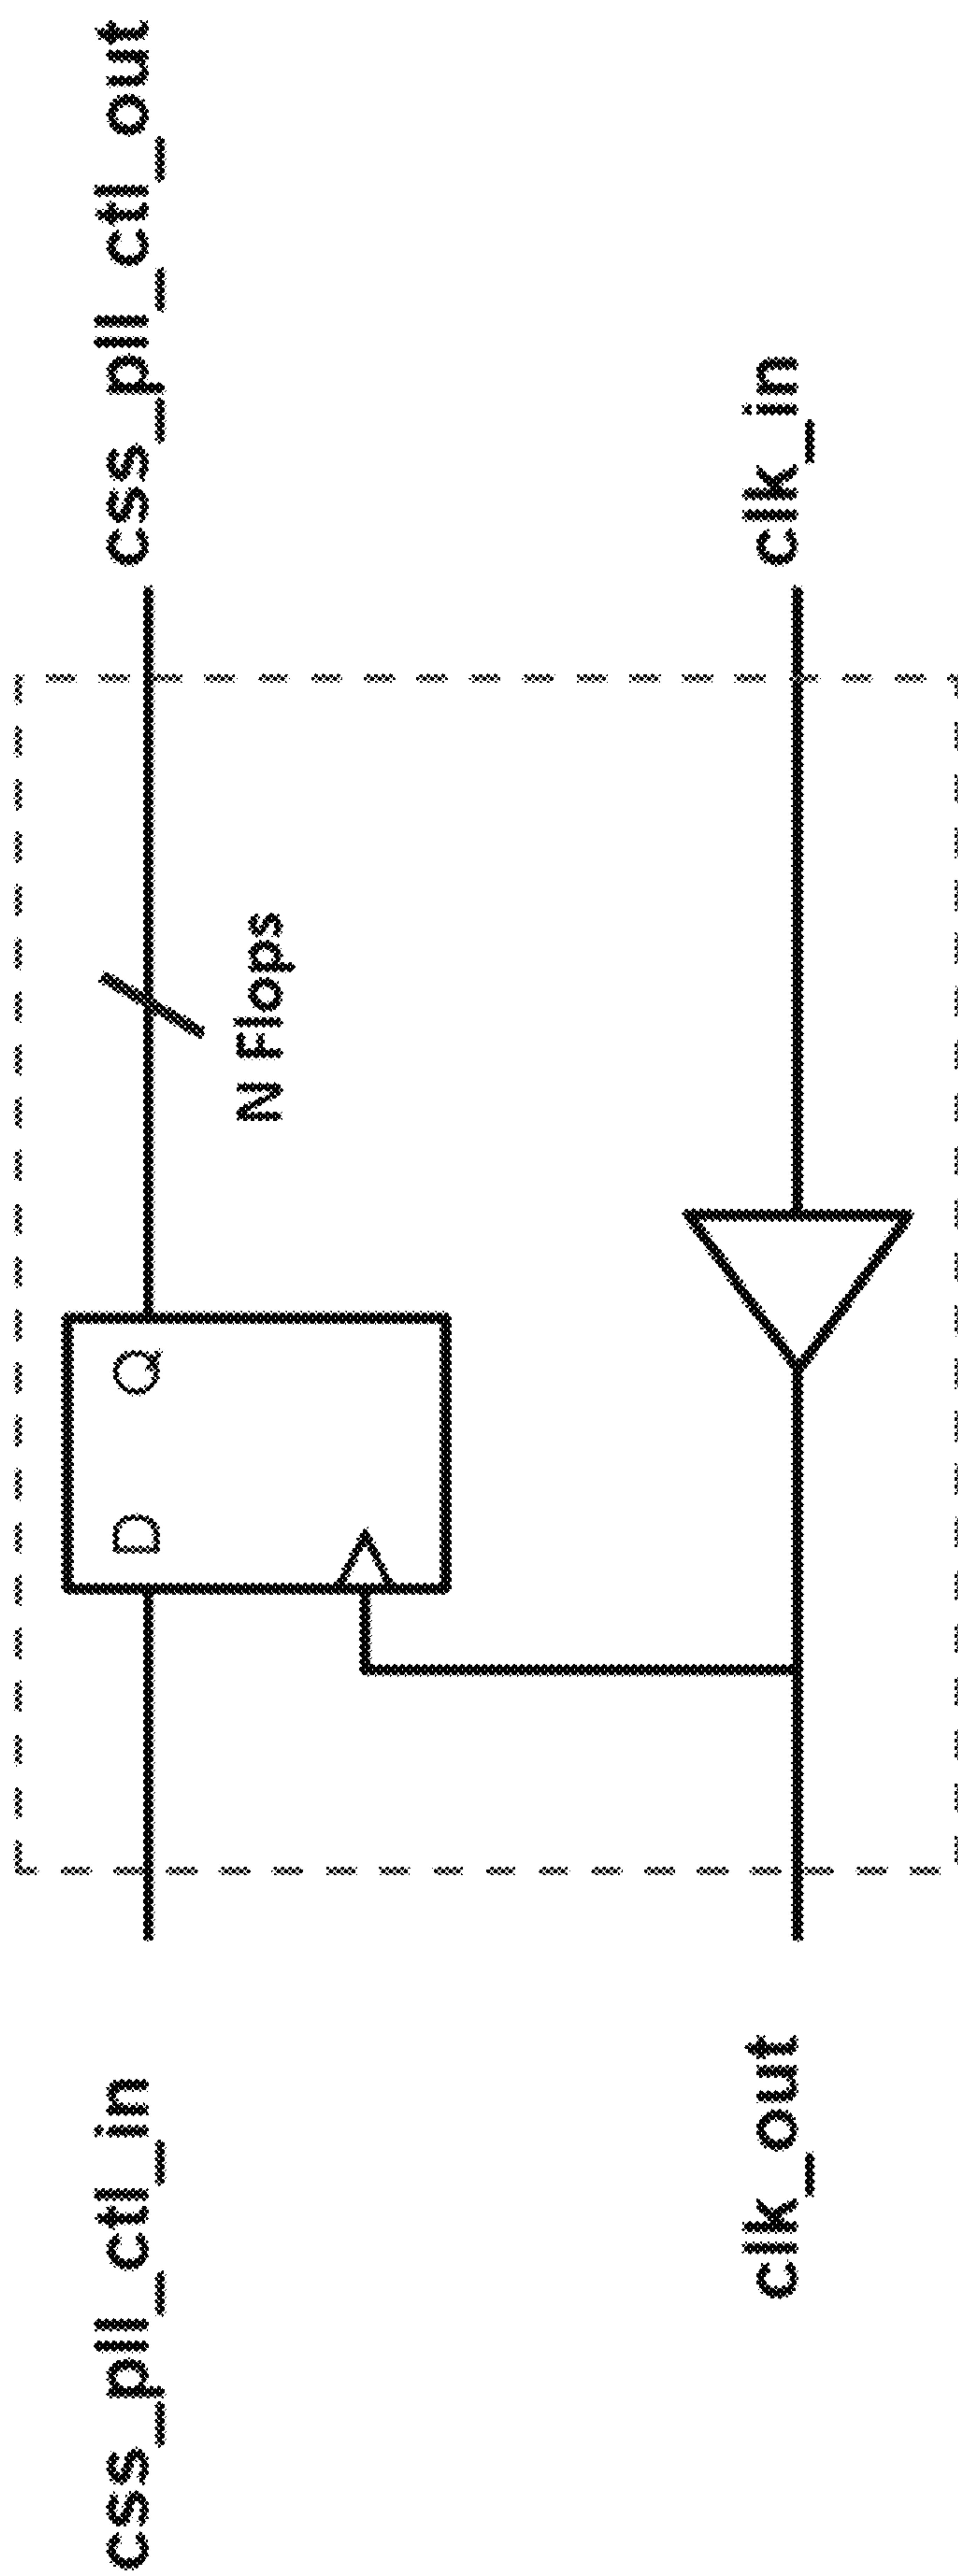 css_pll_ctl_in
D
Q
N Flops
css_pll_ctl_out
clk_out
clk_in